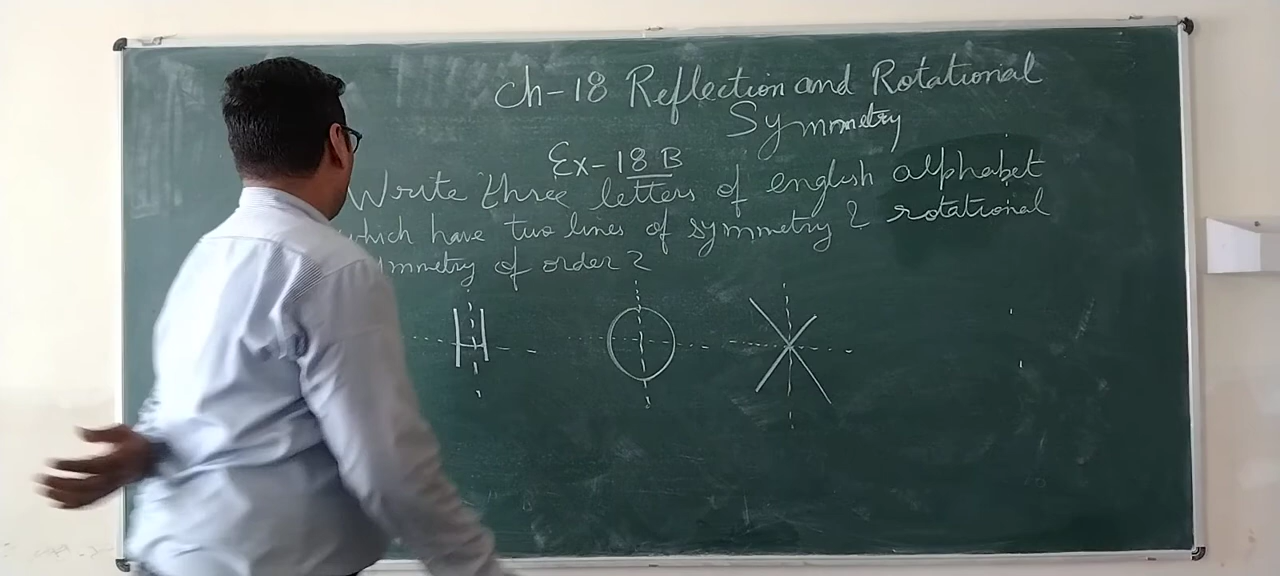 Ch-18 Reflection and Rotational
Symmetry
Ex-18 B
Write three letters of english alphabet
which have two lines of symmetry & rotational
mmetry of order 2
H O X